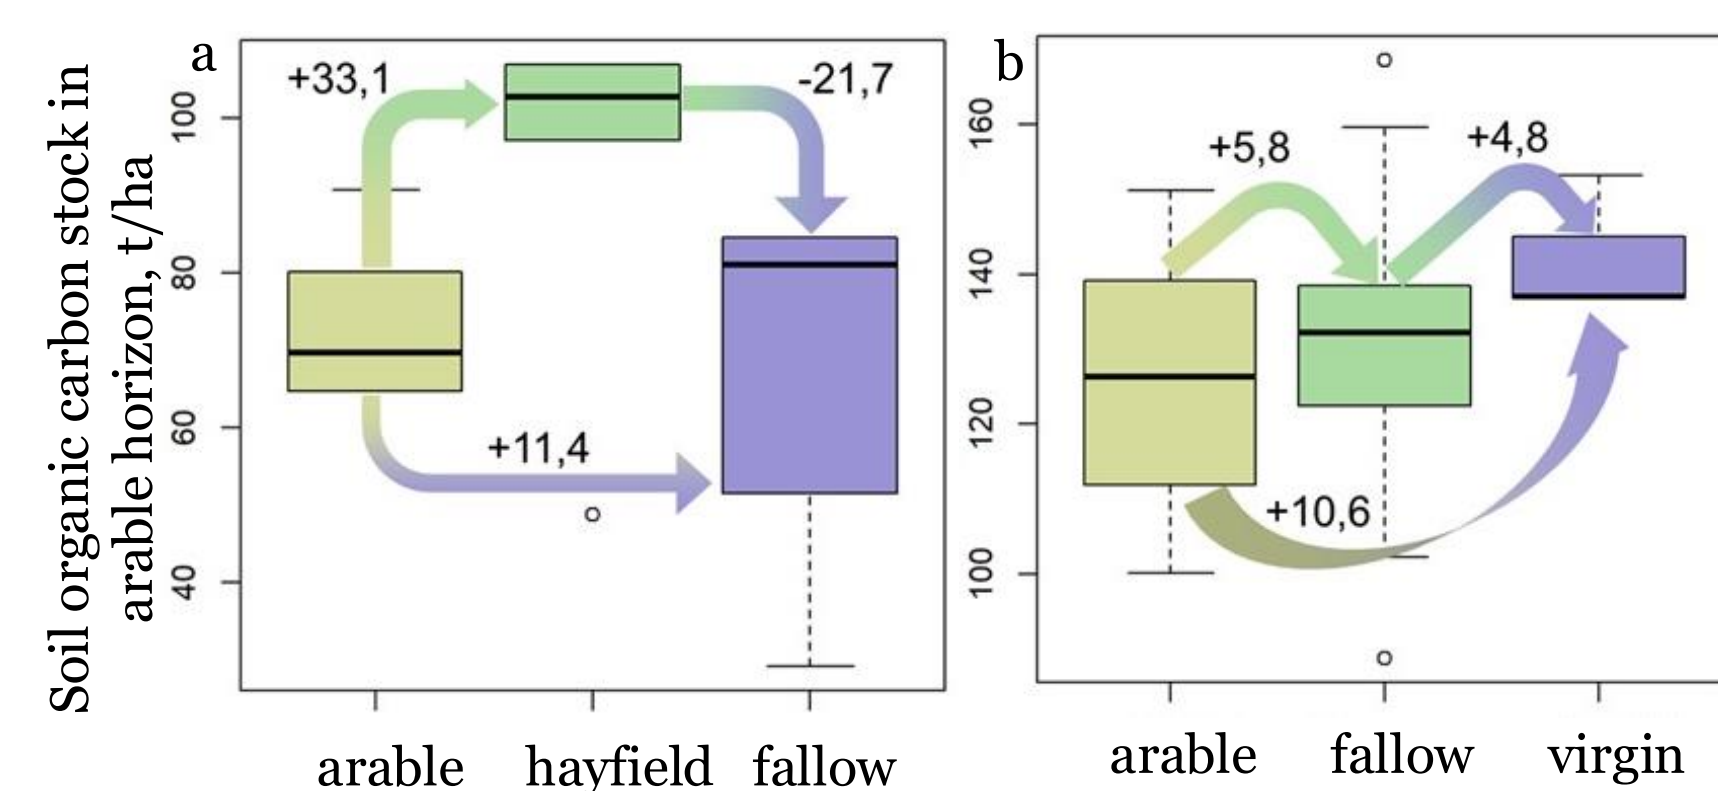 Soil organic carbon stock in
arable horizon, t/ha
a
+33,1
-21,7
+11,4
100
80
60
40
arable hayfield fallow
b
+5,8
+4,8
+10,6
160
140
120
100
arable fallow virgin